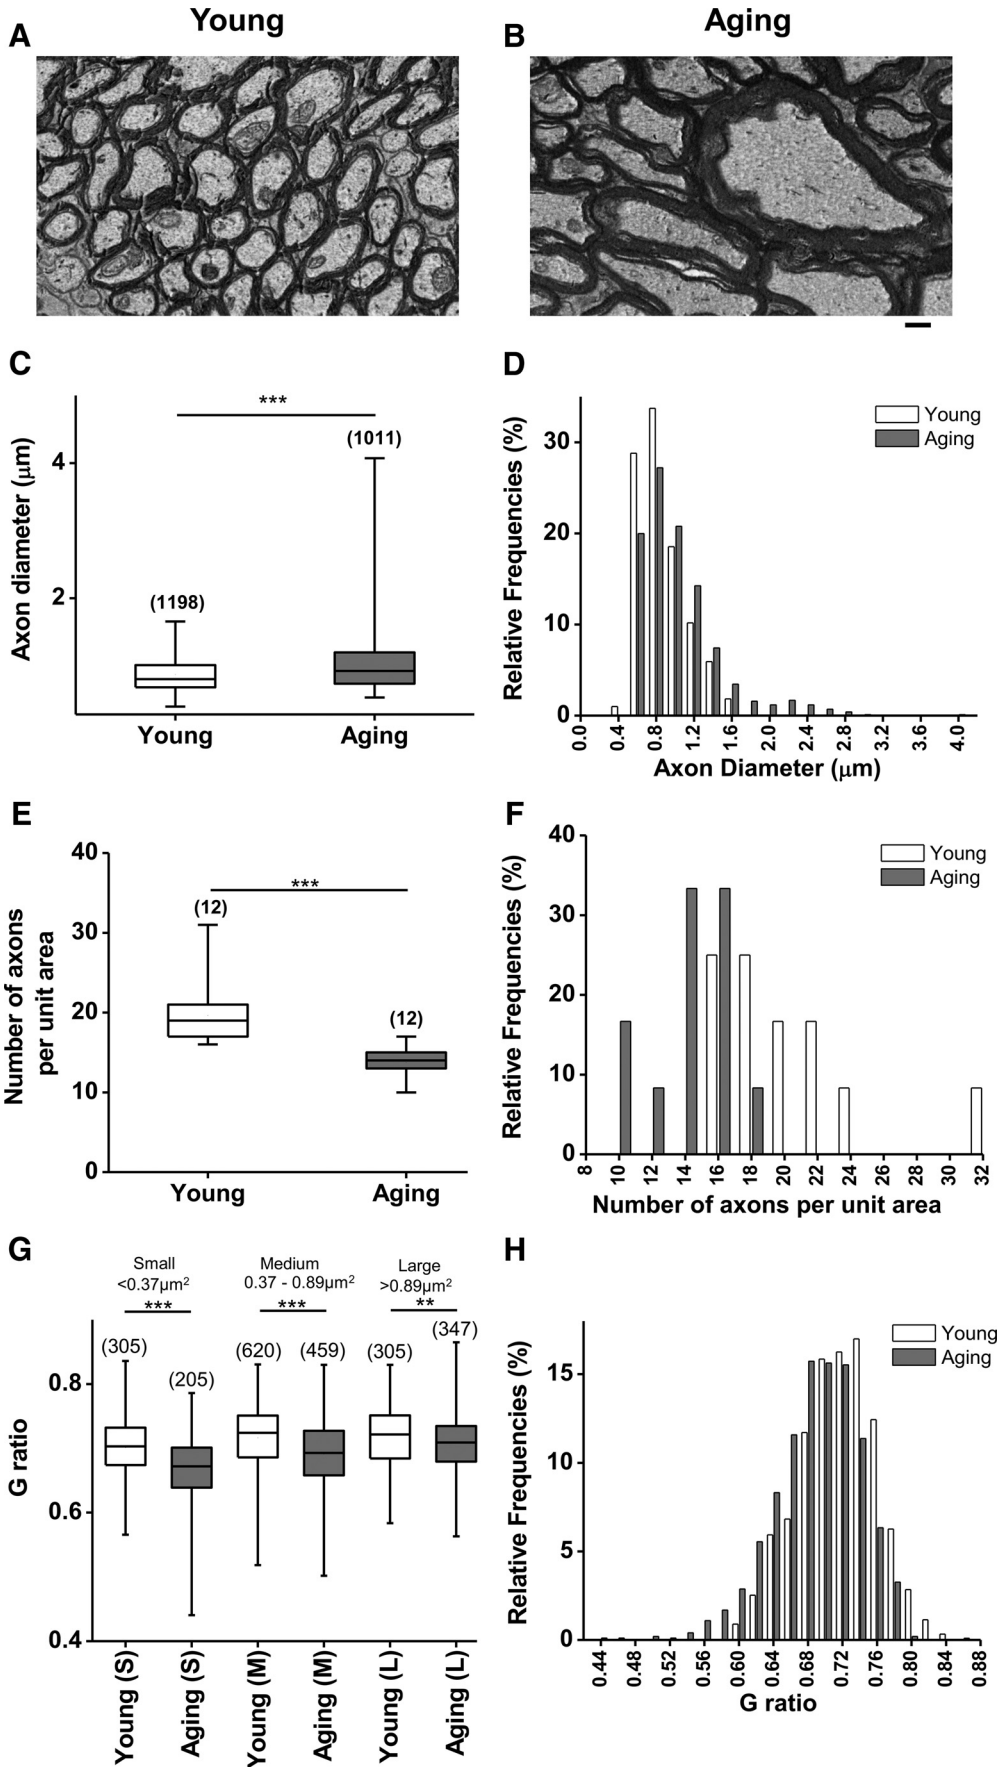 A
Young
B
Aging
C
Axon diameter (μm)
4
2
***
(1198)
(1011)
Young
Aging
D
Relative Frequencies (%)
30
20
10
0
Young
Aging
0.0
0.4
0.8
1.2
1.6
2.0
2.4
2.8
3.2
3.6
4.0
Axon Diameter (μm)
E
Number of axons
per unit area
40
30
20
10
0
***
(12)
(12)
Young
Aging
F
Relative Frequencies (%)
40
30
20
10
0
Young
Aging
8
10
12
14
16
18
20
22
24
26
28
30
32
Number of axons per unit area
G
Small
<0.37μm²
***
Medium
0.37 - 0.89μm²
***
Large
>0.89μm²
**
G ratio
0.8
0.6
0.4
(305)
(205)
(620)
(459)
(305)
(347)
Young (S)
Aging (S)
Young (M)
Aging (M)
Young (L)
Aging (L)
H
Relative Frequencies (%)
15
10
5
0
Young
Aging
0.44
0.48
0.52
0.56
0.60
0.64
0.68
0.72
0.76
0.80
0.84
0.88
G ratio